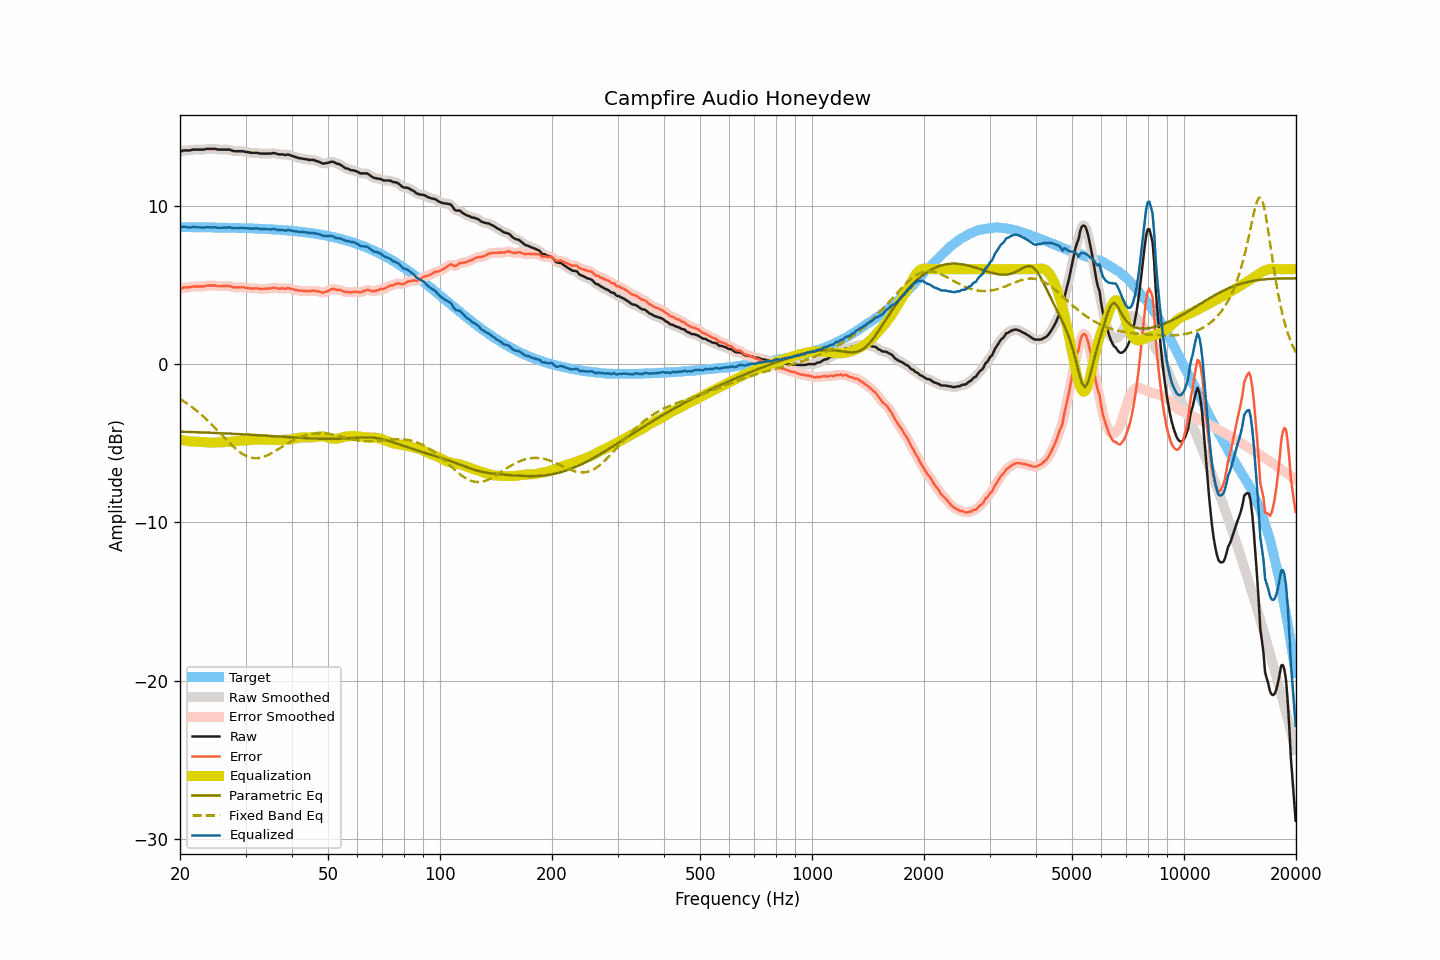 Campfire Audio Honeydew
Amplitude (dBr)
10
0
−10
−20
−30
Target
Raw Smoothed
Error Smoothed
Raw
Error
Equalization
Parametric Eq
Fixed Band Eq
Equalized
20 50 100 200 500 1000 2000 5000 10000 20000
Frequency (Hz)